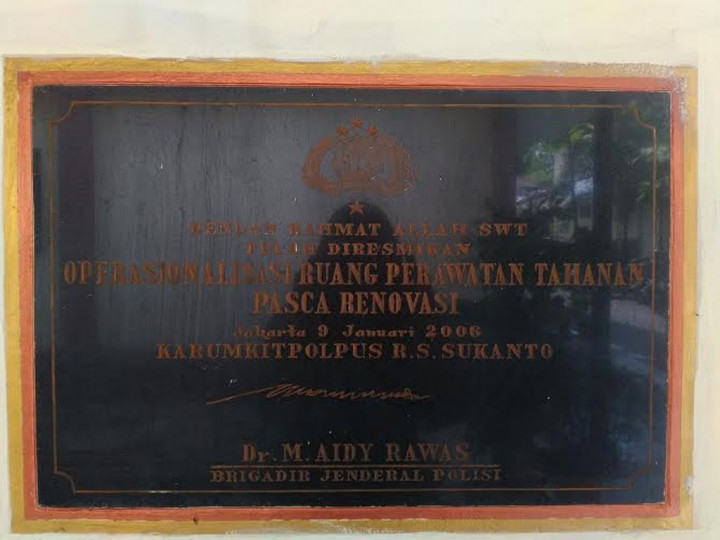 DENGAN RAHMAT ALLAH SWT
TELAH DIRESMIKAN
OPERASIONALISASI RUANG PERAWATAN TAHANAN
PASCA RENOVASI
Jakarta 9 Januari 2006
KARUMKITPOLPUS R.S. SUKANTO
Dr. M. AIDY RAWAS
BRIGADIR JENDERAL POLISI